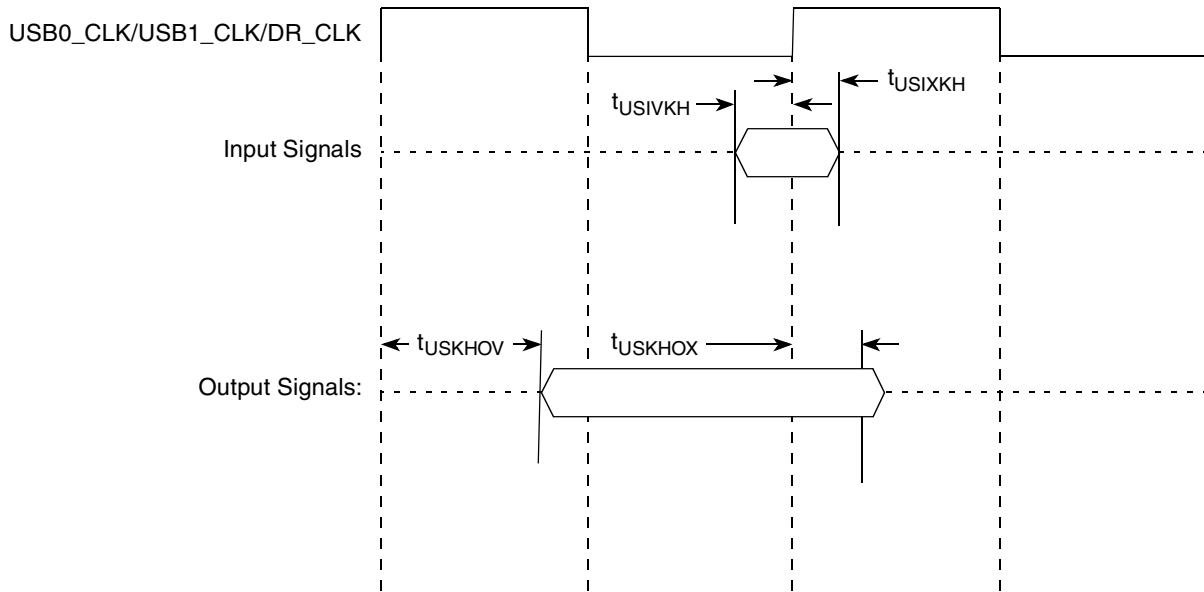 USB0_CLK/USB1_CLK/DR_CLK
tUSIXKH
tUSIVKH
Input Signals
tUSKHOV
tUSKHOX
Output Signals: